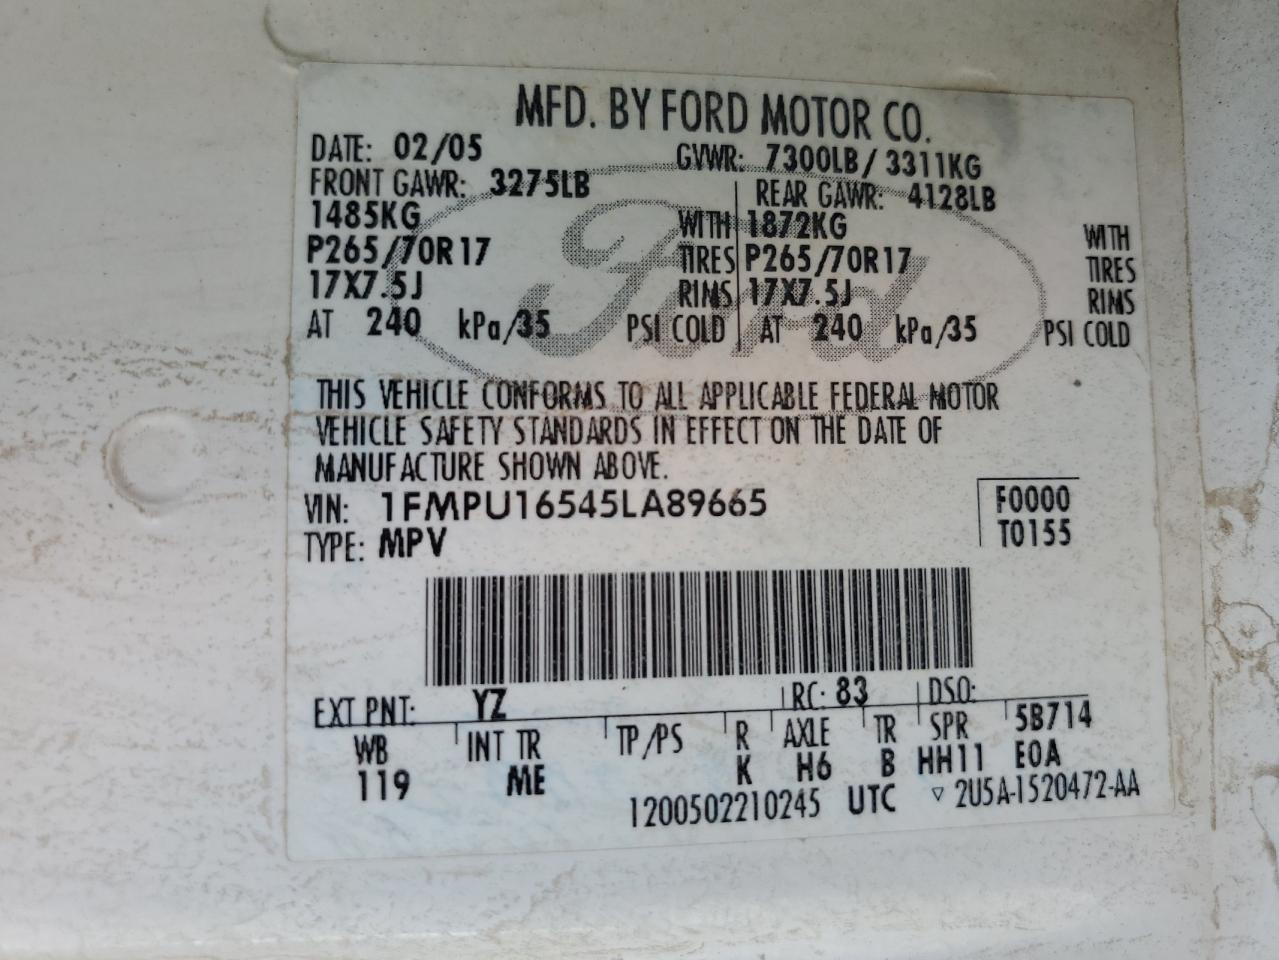 MFD. BY FORD MOTOR CO.
DATE: 02/05 GVWR: 7300LB/ 3311KG
FRONT GAWR: 3275LB REAR GAWR: 4128LB
1485KG WITH 1872KG WITH
P265/70R17 TIRES P265/70R17 TIRES
17X7.5J RIMS 17X7.5J RIMS
AT 240 kPa/35 PSI COLD AT 240 kPa/35 PSI COLD
Ford
THIS VEHICLE CONFORMS TO ALL APPLICABLE FEDERAL MOTOR
VEHICLE SAFETY STANDARDS IN EFFECT ON THE DATE OF
MANUFACTURE SHOWN ABOVE.
VIN: 1FMPU16545LA89665 F0000
TYPE: MPV T0155
EXT PNT: YZ RC: 83 DSO:
WB INT TR TP/PS R AXLE TR SPR 5B714
119 ME K H6 B HH11 E0A
1200502210245 UTC ▽ 2U5A-1520472-AA